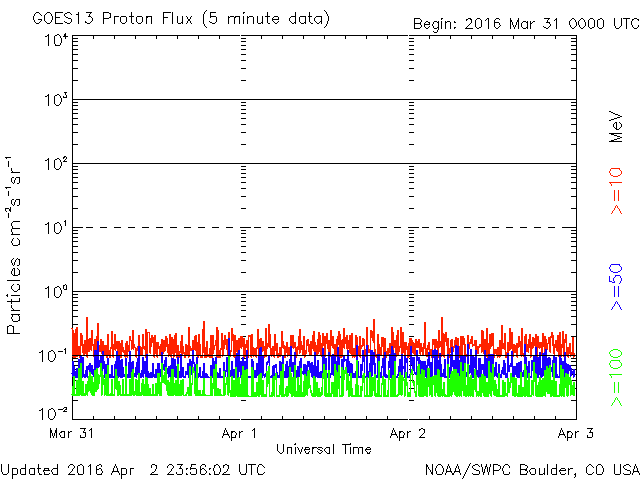 GOES13 Proton Flux (5 minute data)
Begin: 2016 Mar 31 0000 UTC
Particles cm⁻²s⁻¹sr⁻¹
10⁴
10³
10²
10¹
10⁰
10⁻¹
10⁻²
Mar 31
Apr 1
Apr 2
Apr 3
Universal Time
MeV
>=10
>=50
>=100
Updated 2016 Apr  2 23:56:02 UTC
NOAA/SWPC Boulder, CO USA